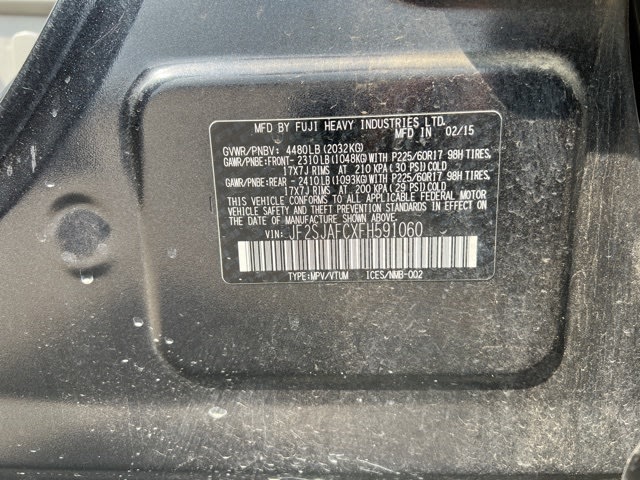 MFD BY FUJI HEAVY INDUSTRIES LTD.
MFD IN 02/15
GVWR/PNBV: 4480LB(2032KG)
GAWR/PNBE:FRONT- 2310LB(1048KG)WITH P225/60R17 98H TIRES,
17X7J RIMS AT 210 KPA(30 PSI)COLD
GAWR/PNBE:REAR - 2410LB(1093KG)WITH P225/60R17 98H TIRES,
17X7J RIMS AT 200 KPA(29 PSI)COLD
THIS VEHICLE CONFORMS TO ALL APPLICABLE FEDERAL MOTOR
VEHICLE SAFETY AND THEFT PREVENTION STANDARDS IN EFFECT
ON THE DATE OF MANUFACTURE SHOWN ABOVE.
VIN: JF2SJAFCXFH591060
TYPE:MPV/VTUM ICES/NMB-002